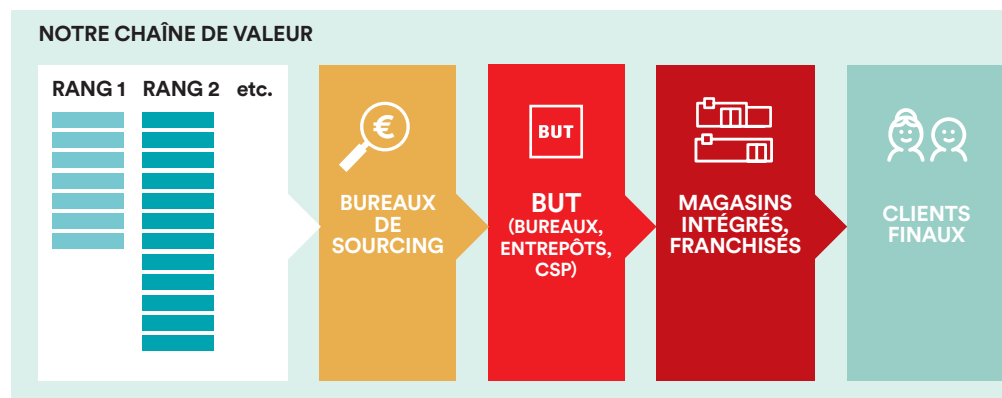 NOTRE CHAÎNE DE VALEUR
RANG 1 RANG 2 etc.
€
BUREAUX
DE
SOURCING
BUT
BUT
(BUREAUX,
ENTREPÔTS,
CSP)
MAGASINS
INTÉGRÉS,
FRANCHISÉS
CLIENTS
FINAUX